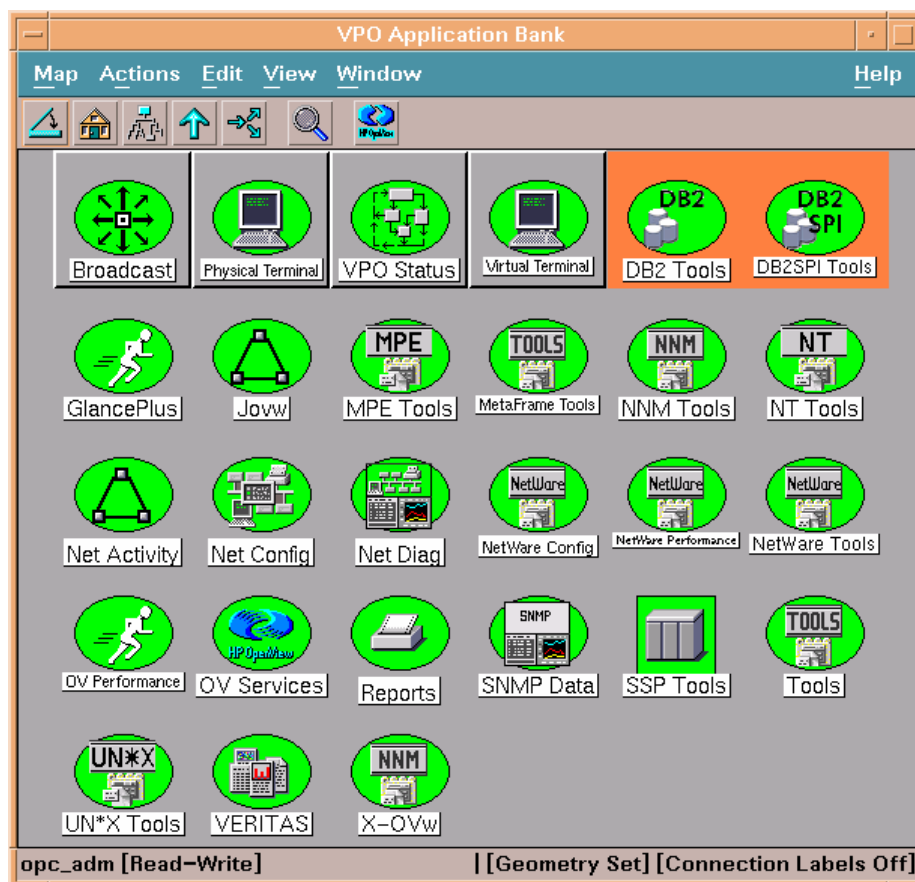 VPO Application Bank
Map Actions Edit View Window Help
HP OpenView
Broadcast Physical Terminal VPO Status Virtual Terminal DB2 DB2 Tools DB2 SPI DB2SPI Tools
GlancePlus Jovw MPE MPE Tools TOOLS MetaFrame Tools NNM NNM Tools NT NT Tools
Net Activity Net Config Net Diag NetWare NetWare Config NetWare NetWare Performance NetWare NetWare Tools
OV Performance HP OpenView OV Services Reports SNMP SNMP Data SSP Tools TOOLS Tools
UN*X UN*X Tools VERITAS NNM X-OVw
opc_adm [Read-Write] | [Geometry Set] [Connection Labels Off]